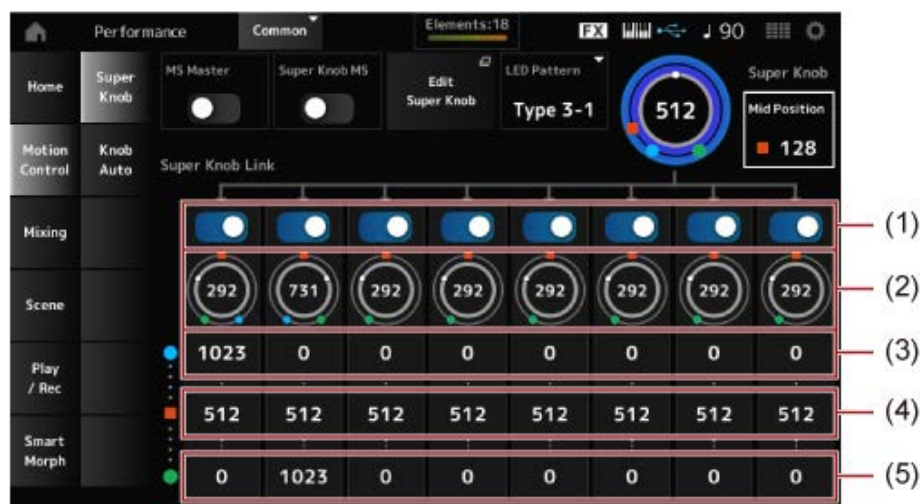 Performance Common Elements:18 FX ♩ 90
Home Super Knob MS Master Super Knob MS Edit Super Knob LED Pattern Type 3-1 512 Super Knob Mid Position 128
Motion Control Knob Auto Super Knob Link
Mixing (1)
Scene 292 731 292 292 292 292 292 292 (2)
Play / Rec 1023 0 0 0 0 0 0 0 (3)
512 512 512 512 512 512 512 512 (4)
Smart Morph 0 1023 0 0 0 0 0 0 (5)